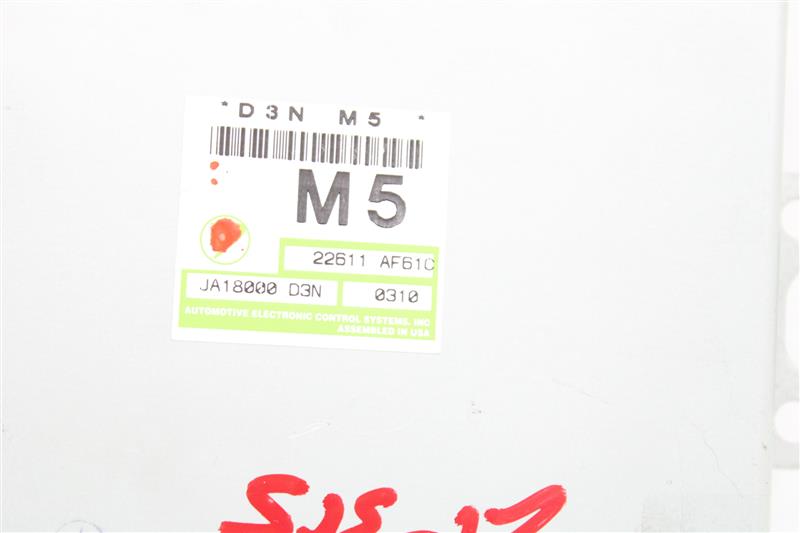 *D3N M5 *
M5
22611 AF61C
JA18000 D3N
0310
AUTOMOTIVE ELECTRONIC CONTROL SYSTEMS, INC
ASSEMBLED IN USA